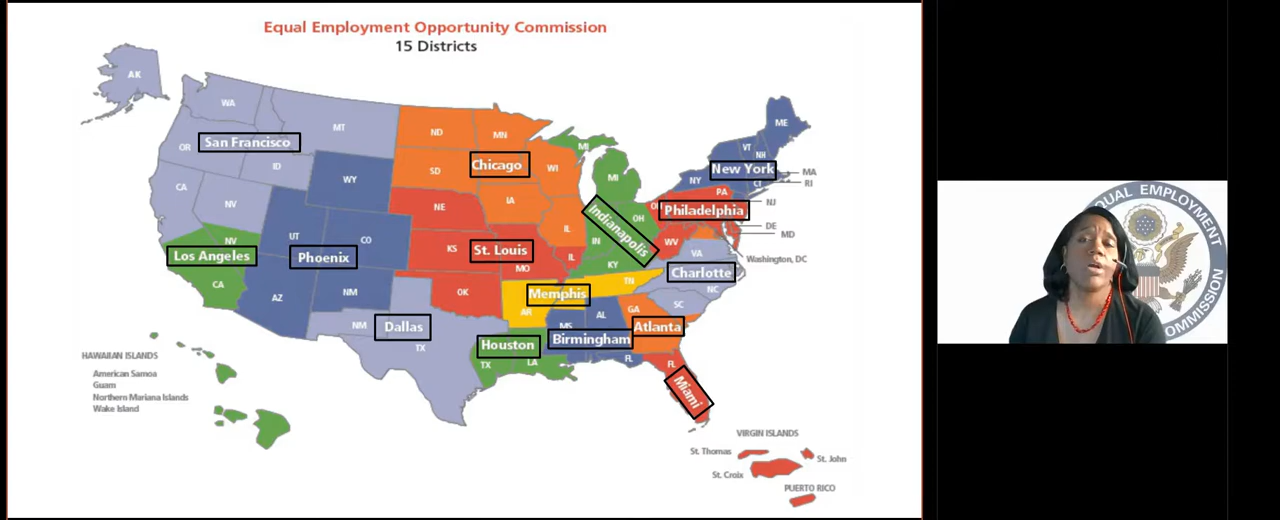 Equal Employment Opportunity Commission
15 Districts
AK
WA
MT
ND
MN
ME
OR
San Francisco
ID
SD
Chicago
WI
MI
MI
VT
NH
NY
New York
MA
CT
RI
CA
NV
WY
NE
IA
PA
NJ
Philadelphia
OH
Indianapolis
DE
MD
NV
Los Angeles
CA
UT
Phoenix
CO
KS
St. Louis
MO
IL
IL
IN
KY
WV
VA
Washington, DC
Charlotte
NC
AZ
NM
OK
Memphis
TN
AR
SC
NM
Dallas
TX
Houston
TX
LA
MS
AL
Birmingham
GA
Atlanta
FL
FL
Miami
HAWAIIAN ISLANDS
American Samoa
Guam
Northern Mariana Islands
Wake Island
VIRGIN ISLANDS
St. Thomas
St. John
St. Croix
PUERTO RICO
EQUAL EMPLOYMENT
COMMISSION